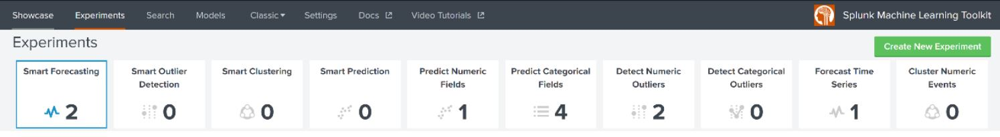 Showcase Experiments Search Models Classic Settings Docs Video Tutorials Splunk Machine Learning Toolkit
Experiments
Create New Experiment
Smart Forecasting
2
Smart Outlier
Detection
0
Smart Clustering
0
Smart Prediction
0
Predict Numeric
Fields
1
Predict Categorical
Fields
4
Detect Numeric
Outliers
2
Detect Categorical
Outliers
0
Forecast Time
Series
1
Cluster Numeric
Events
0